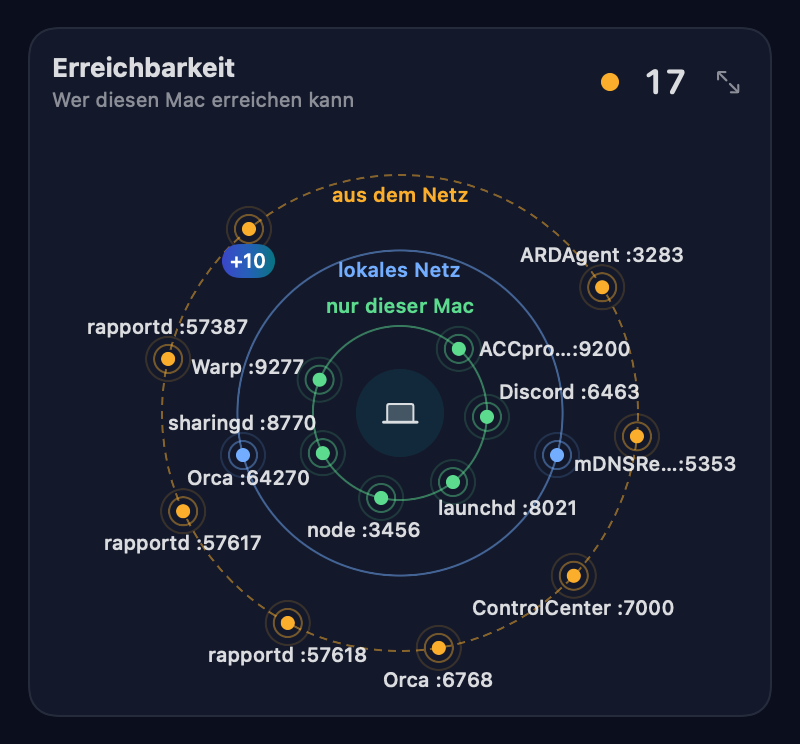 Erreichbarkeit
Wer diesen Mac erreichen kann
17
aus dem Netz
+10
lokales Netz
ARDAgent :3283
nur dieser Mac
rapportd :57387
ACCpro...:9200
Warp :9277
Discord :6463
sharingd :8770
mDNSRe...:5353
Orca :64270
launchd :8021
node :3456
rapportd :57617
ControlCenter :7000
rapportd :57618
Orca :6768